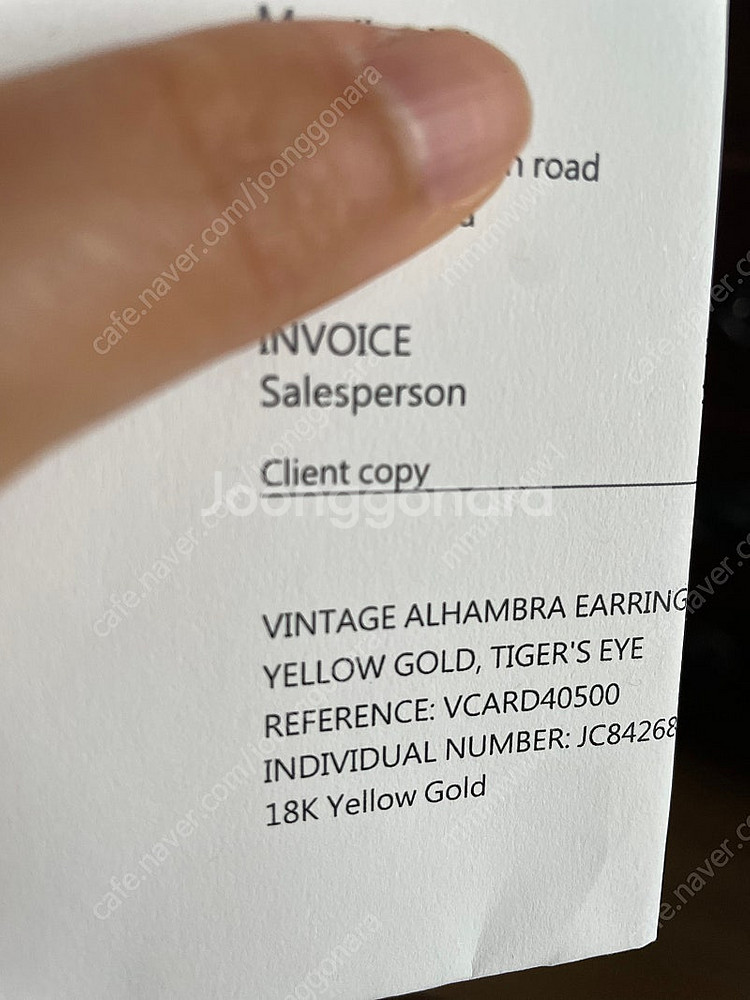 road
INVOICE
Salesperson
Client copy
Joonggonara
VINTAGE ALHAMBRA EARRING
YELLOW GOLD, TIGER'S EYE
REFERENCE: VCARD40500
INDIVIDUAL NUMBER: JC84268
18K Yellow Gold
cafe.naver.com/joonggonara